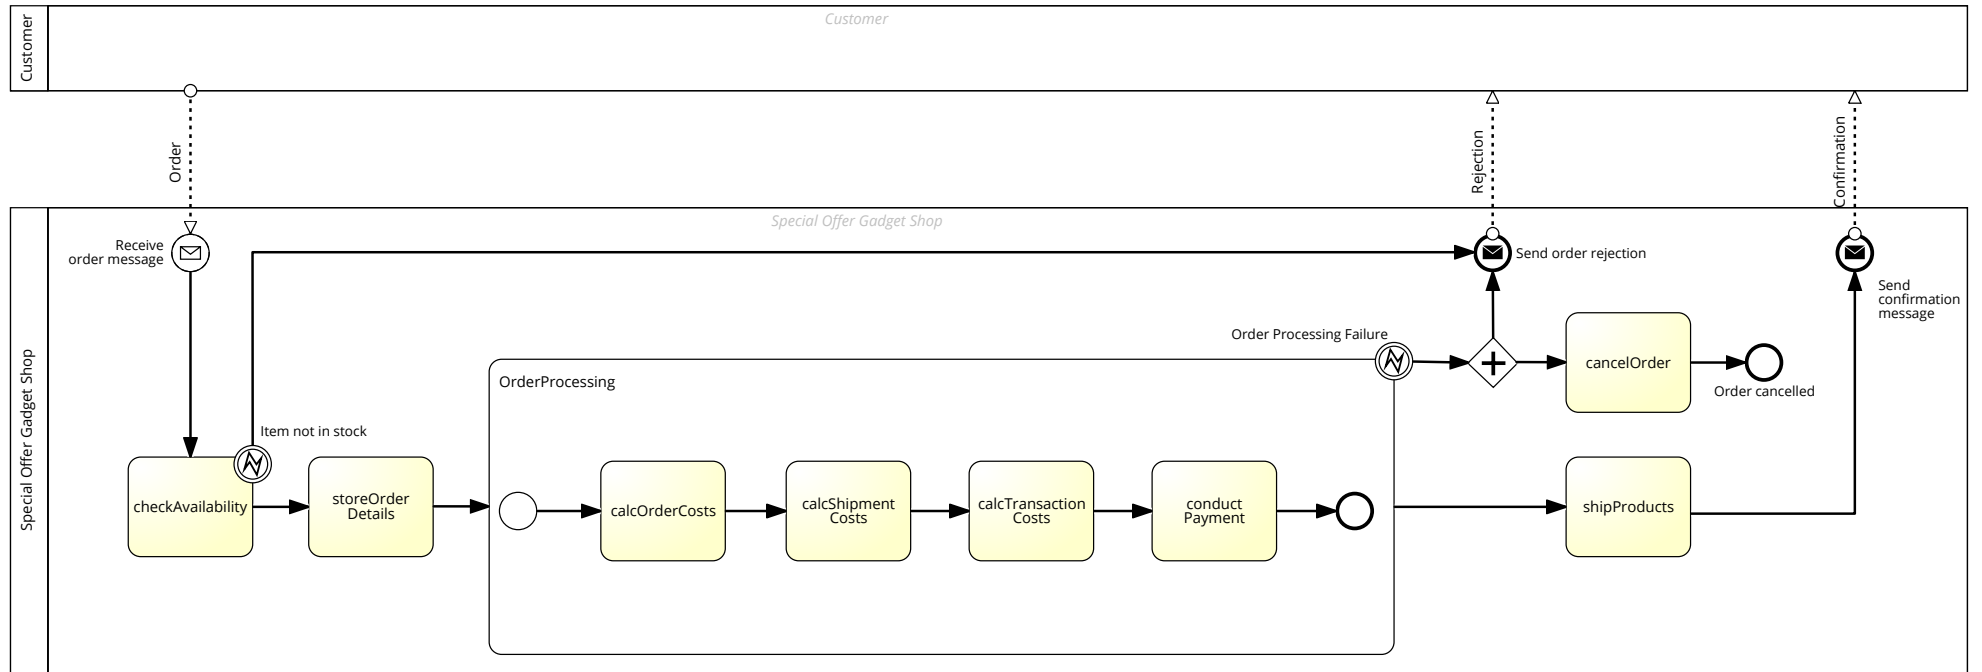 Customer
Customer
Order
Rejection
Confirmation
Special Offer Gadget Shop
Special Offer Gadget Shop
Receive
order message
Send order rejection
Send
confirmation
message
Order Processing Failure
OrderProcessing
cancelOrder
Order cancelled
Item not in stock
checkAvailability
storeOrder
Details
calcOrderCosts
calcShipment
Costs
calcTransaction
Costs
conduct
Payment
shipProducts